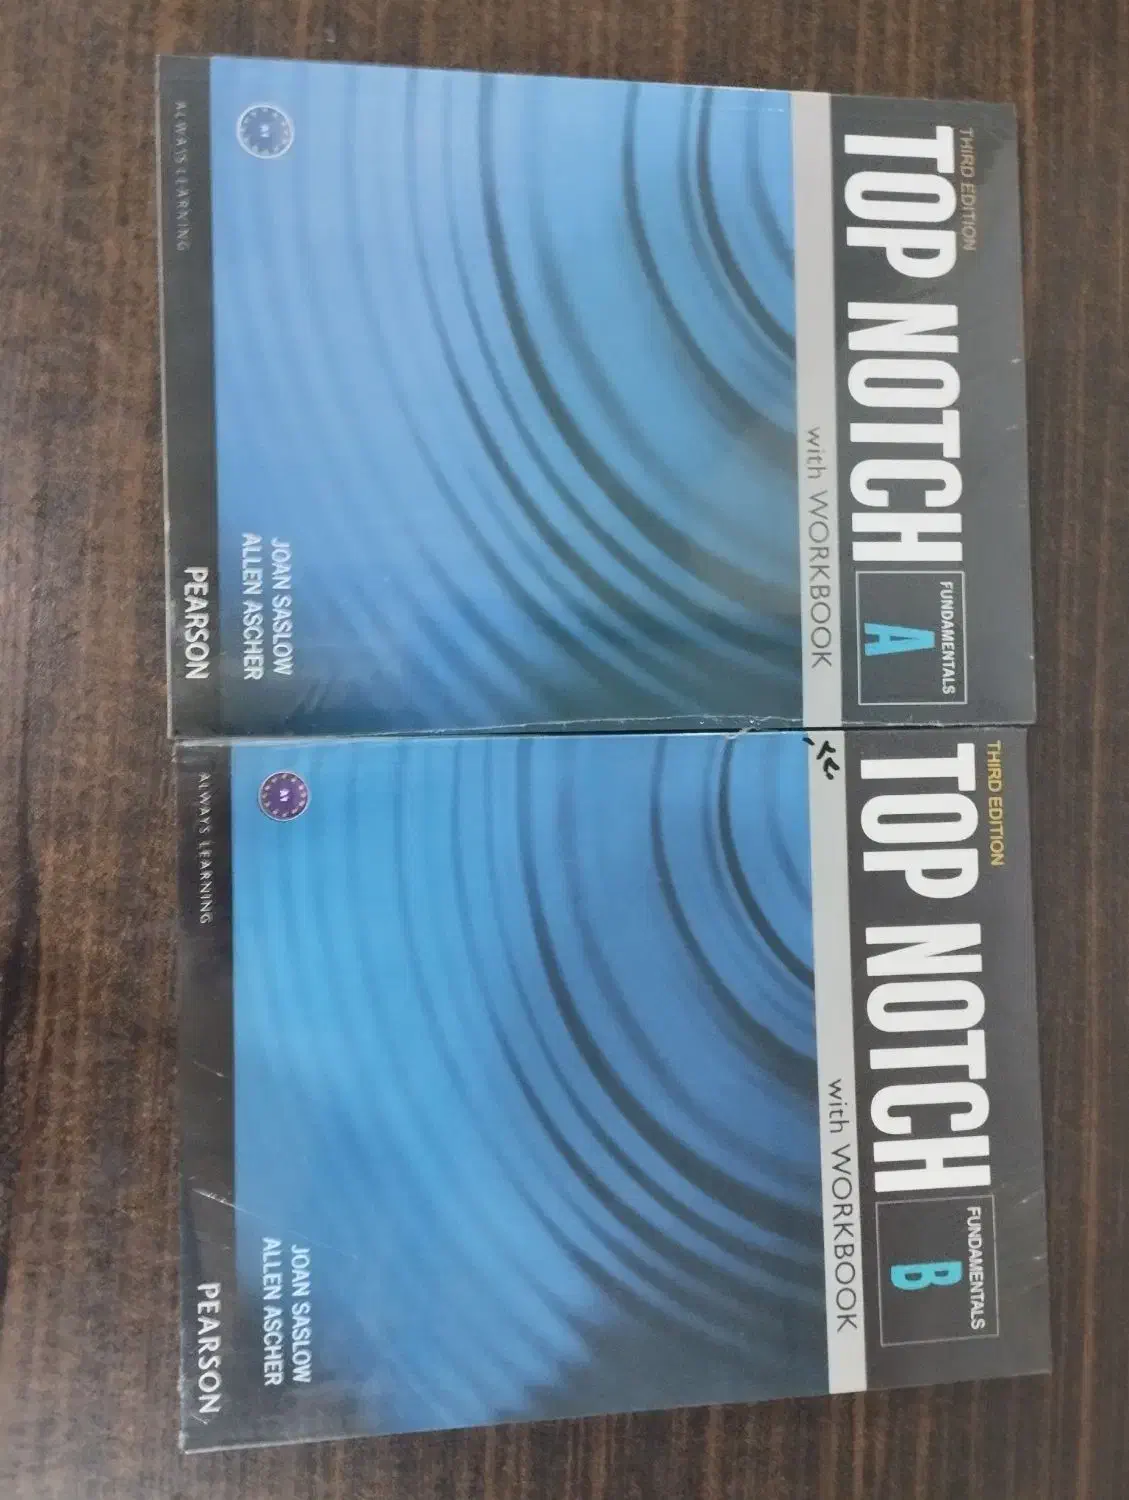 THIRD EDITION
TOP NOTCH
FUNDAMENTALS
A
with WORKBOOK
JOAN SASLOW
ALLEN ASCHER
ALWAYS LEARNING
PEARSON
THIRD EDITION
TOP NOTCH
FUNDAMENTALS
B
with WORKBOOK
A1
JOAN SASLOW
ALLEN ASCHER
ALWAYS LEARNING
PEARSON